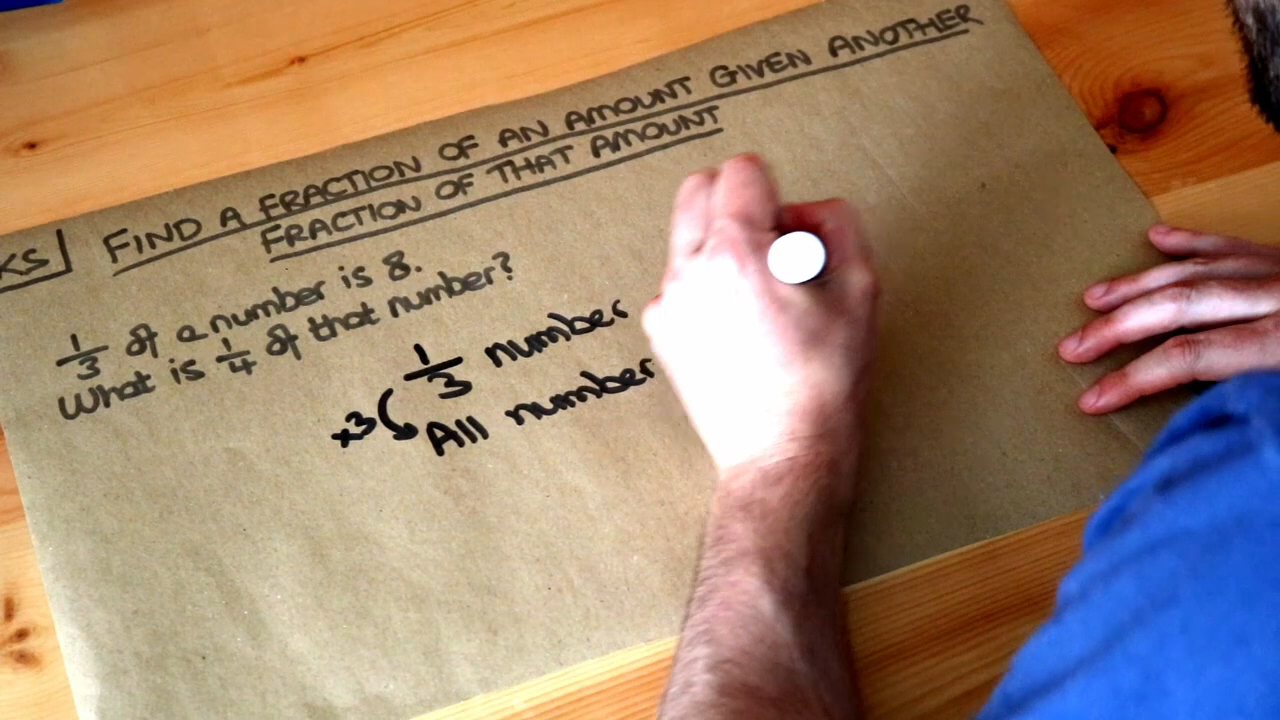 KS FIND A FRACTION OF AN AMOUNT GIVEN ANOTHER
FRACTION OF THAT AMOUNT
1/3 of a number is 8.
What is 1/4 of that number?
1/3 number
×3 All number